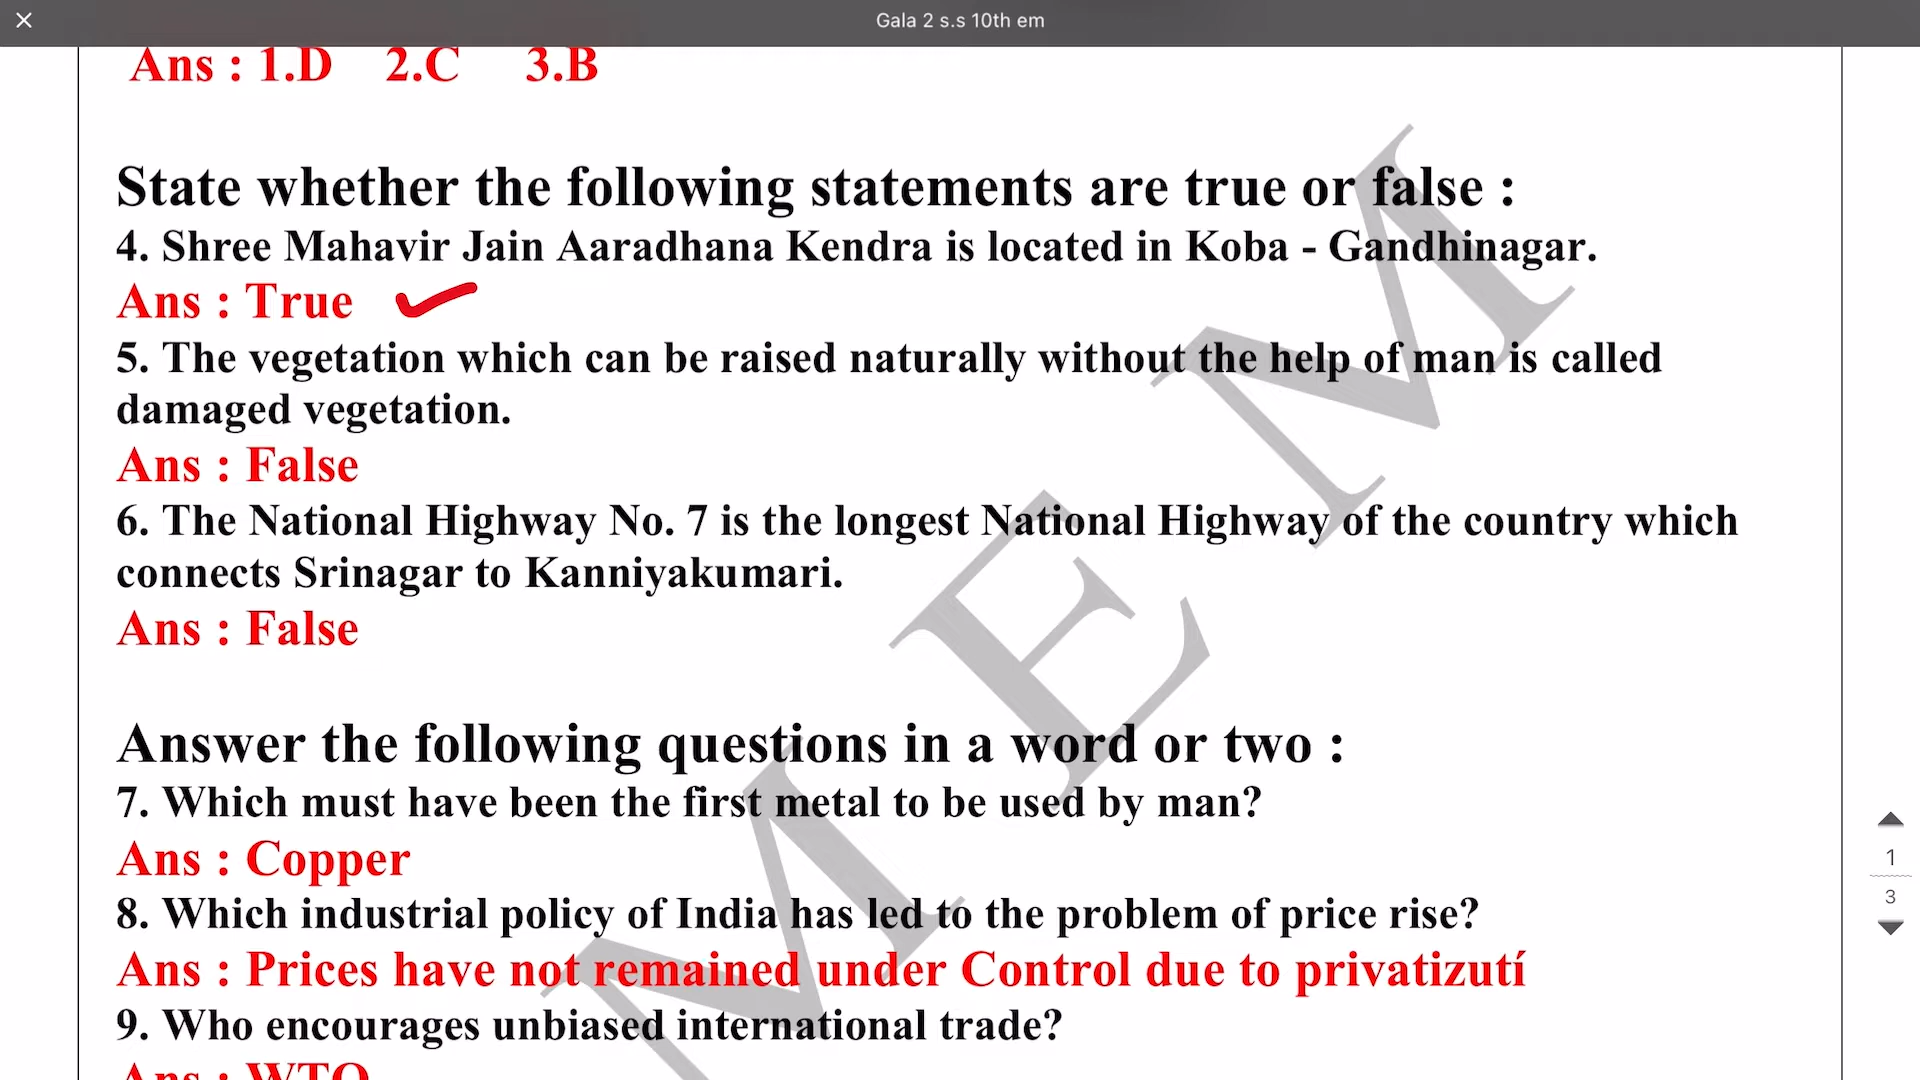 Gala 2 s.s 10th em
Ans : 1.D 2.C 3.B
State whether the following statements are true or false :
4. Shree Mahavir Jain Aaradhana Kendra is located in Koba - Gandhinagar.
Ans : True
5. The vegetation which can be raised naturally without the help of man is called
damaged vegetation.
Ans : False
6. The National Highway No. 7 is the longest National Highway of the country which
connects Srinagar to Kanniyakumari.
Ans : False
Answer the following questions in a word or two :
7. Which must have been the first metal to be used by man?
Ans : Copper
8. Which industrial policy of India has led to the problem of price rise?
Ans : Prices have not remained under Control due to privatizutí
9. Who encourages unbiased international trade?
Ans : WTO
1
3
M E M